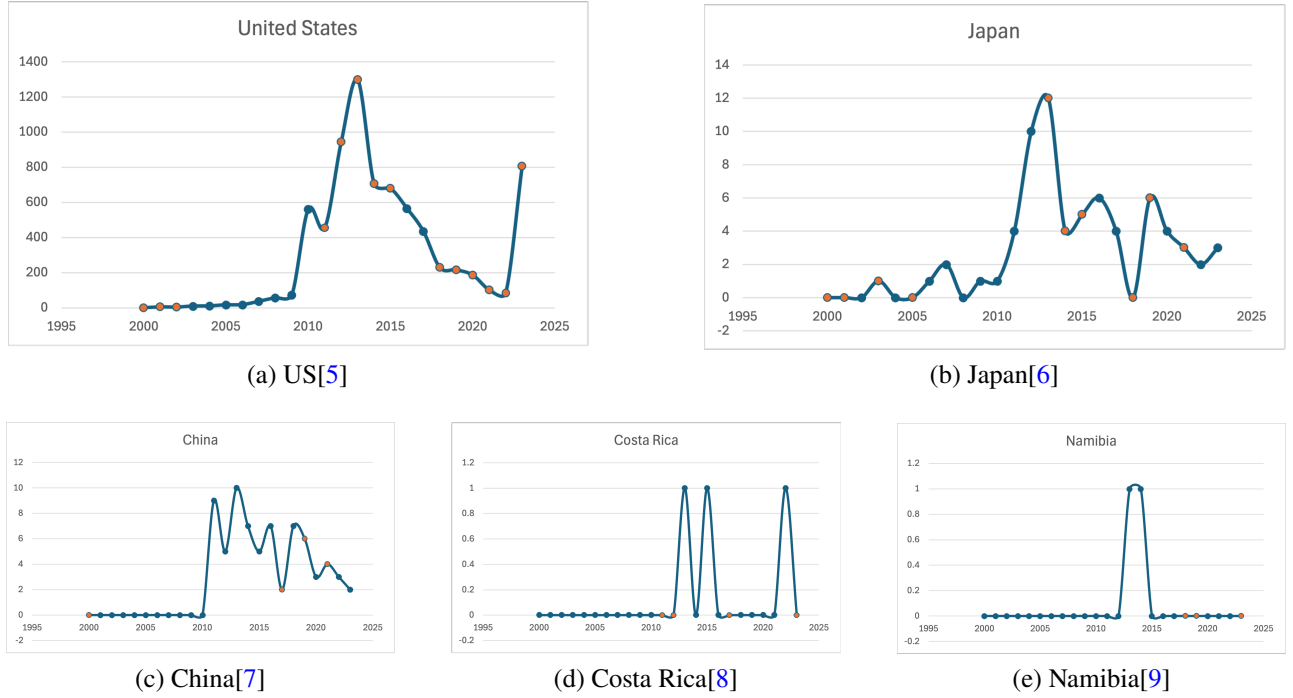 United States
1400
1200
1000
800
600
400
200
0
1995 2000 2005 2010 2015 2020 2025
(a) US[5]
Japan
14
12
10
8
6
4
2
0
-2
1995 2000 2005 2010 2015 2020 2025
(b) Japan[6]
China
12
10
8
6
4
2
0
-2
1995 2000 2005 2010 2015 2020 2025
(c) China[7]
Costa Rica
1.2
1
0.8
0.6
0.4
0.2
0
-0.2
1995 2000 2005 2010 2015 2020 2025
(d) Costa Rica[8]
Namibia
1.2
1
0.8
0.6
0.4
0.2
0
-0.2
1995 2000 2005 2010 2015 2020 2025
(e) Namibia[9]